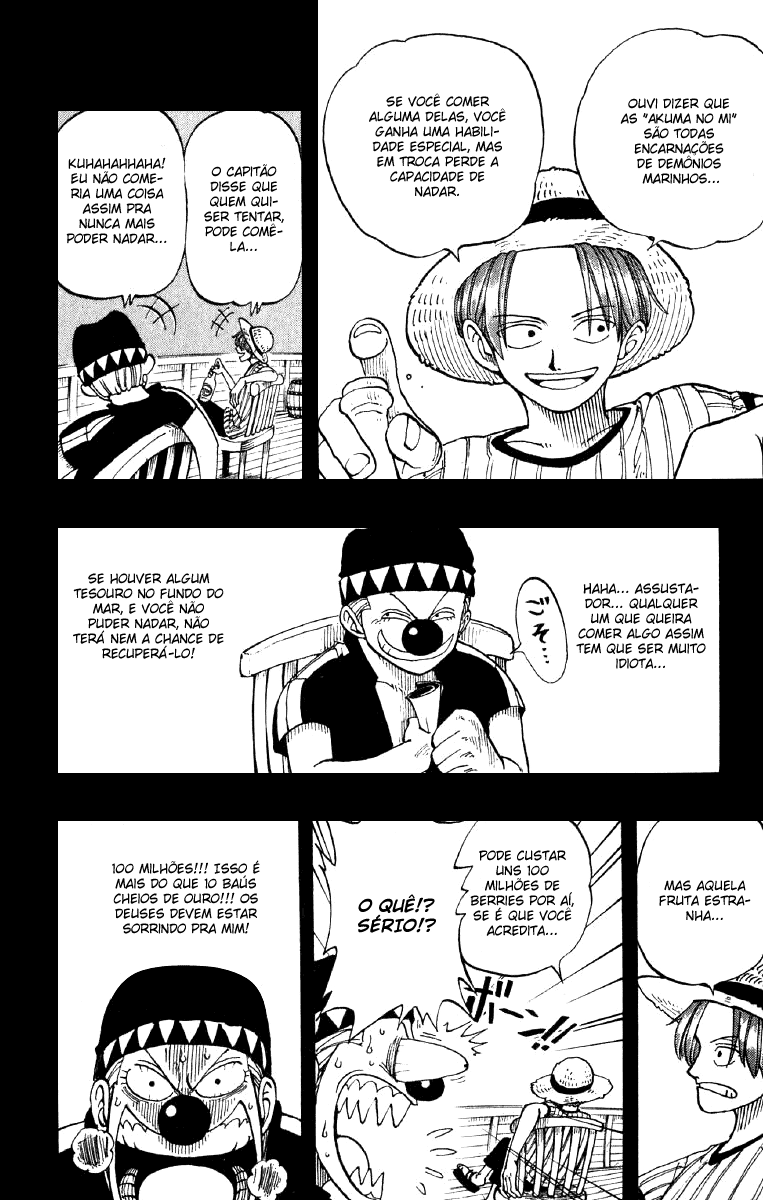 OUVI DIZER QUE
AS "AKUMA NO MI"
SÃO TODAS
ENCARNAÇÕES
DE DEMÔNIOS
MARINHOS...
SE VOCÊ COMER
ALGUMA DELAS, VOCÊ
GANHA UMA HABILI-
DADE ESPECIAL, MAS
EM TROCA PERDE A
CAPACIDADE DE
NADAR.
O CAPITÃO
DISSE QUE
QUEM QUI-
SER TENTAR,
PODE COMÊ-
LA...
KUHAHAHHAHA!
EU NÃO COME-
RIA UMA COISA
ASSIM PRA
NUNCA MAIS
PODER NADAR...
HAHA... ASSUSTA-
DOR... QUALQUER
UM QUE QUEIRA
COMER ALGO ASSIM
TEM QUE SER MUITO
IDIOTA...
ごそ...
SE HOUVER ALGUM
TESOURO NO FUNDO DO
MAR, E VOCÊ NÃO
PUDER NADAR, NÃO
TERÁ NEM A CHANCE DE
RECUPERÁ-LO!
MAS AQUELA
FRUTA ESTRA-
NHA...
PODE CUSTAR
UNS 100
MILHÕES DE
BERRIES POR AÍ,
SE É QUE VOCÊ
ACREDITA...
O QUÊ!?
SÉRIO!?
ボーン!!
100 MILHÕES!!! ISSO É
MAIS DO QUE 10 BAÚS
CHEIOS DE OURO!!! OS
DEUSES DEVEM ESTAR
SORRINDO PRA MIM!